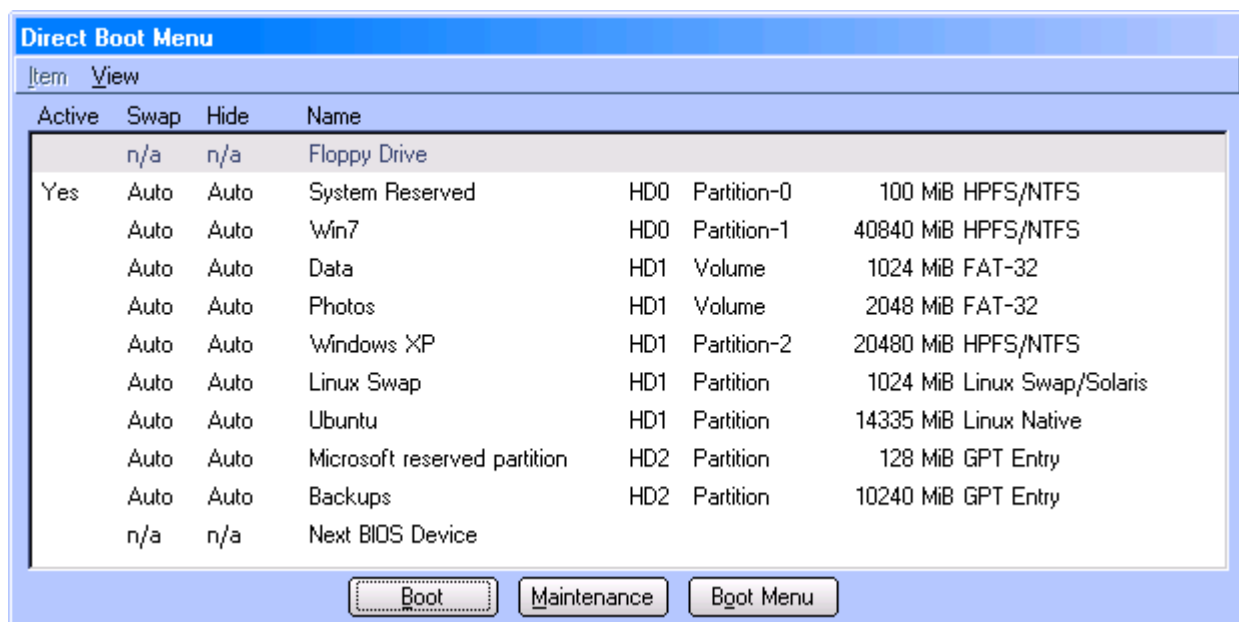 Direct Boot Menu
Item View
Active Swap Hide Name
n/a n/a Floppy Drive
Yes Auto Auto System Reserved HD0 Partition-0 100 MiB HPFS/NTFS
Auto Auto Win7 HD0 Partition-1 40840 MiB HPFS/NTFS
Auto Auto Data HD1 Volume 1024 MiB FAT-32
Auto Auto Photos HD1 Volume 2048 MiB FAT-32
Auto Auto Windows XP HD1 Partition-2 20480 MiB HPFS/NTFS
Auto Auto Linux Swap HD1 Partition 1024 MiB Linux Swap/Solaris
Auto Auto Ubuntu HD1 Partition 14335 MiB Linux Native
Auto Auto Microsoft reserved partition HD2 Partition 128 MiB GPT Entry
Auto Auto Backups HD2 Partition 10240 MiB GPT Entry
n/a n/a Next BIOS Device
Boot Maintenance Boot Menu